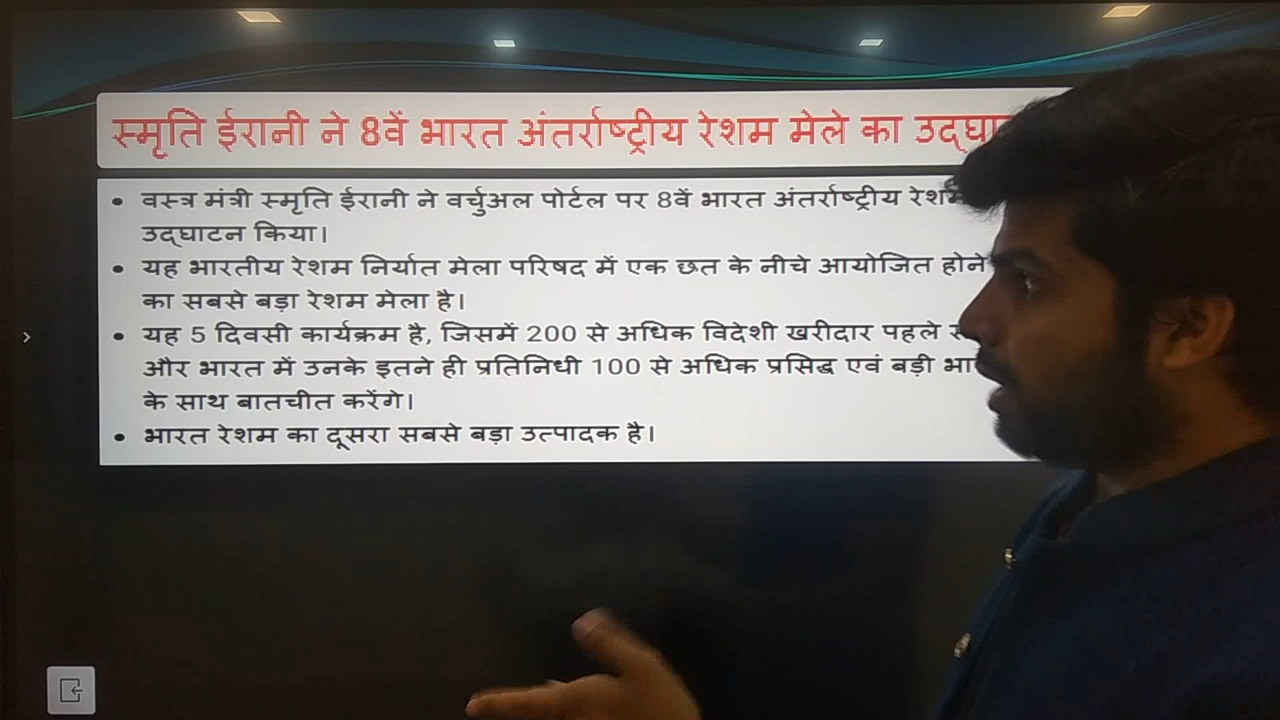 स्मृति ईरानी ने 8वें भारत अंतर्राष्ट्रीय रेशम मेले का
वस्त्र मंत्री स्मृति ईरानी ने वर्चुअल पोर्टल पर 8वें भारत अंतर्राष्ट्रीय
उद्घाटन किया।
यह भारतीय रेशम निर्यात मेला परिषद में एक छत के नीचे आयोजित होने
का सबसे बड़ा रेशम मेला है।
यह 5 दिवसी कार्यक्रम है, जिसमें 200 से अधिक विदेशी खरीदार पहले
और भारत में उनके इतने ही प्रतिनिधी 100 से अधिक प्रसिद्ध एवं बड़ी
के साथ बातचीत करेंगे।
भारत रेशम का दूसरा सबसे बड़ा उत्पादक है।